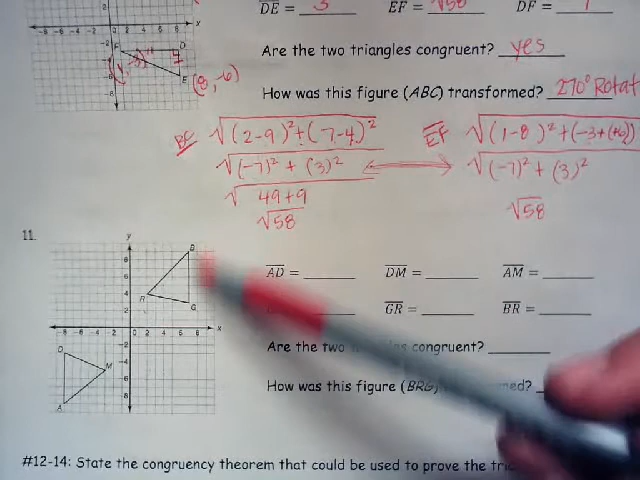 DE = 3 EF = √58 DF =
Are the two triangles congruent? yes
(8, -6)
How was this figure (ABC) transformed? 270° Rotat
BC √(2-9)²+(7-4)² EF √(1-8)²+(-3+(+6))
√(-7)² + (3)² √(-7)² + (3)²
√49+9
√58 √58
11.
AD = DM = AM =
GR = BR =
Are the two congruent?
How was this figure (BRG)
#12-14: State the congruency theorem that could be used to prove the